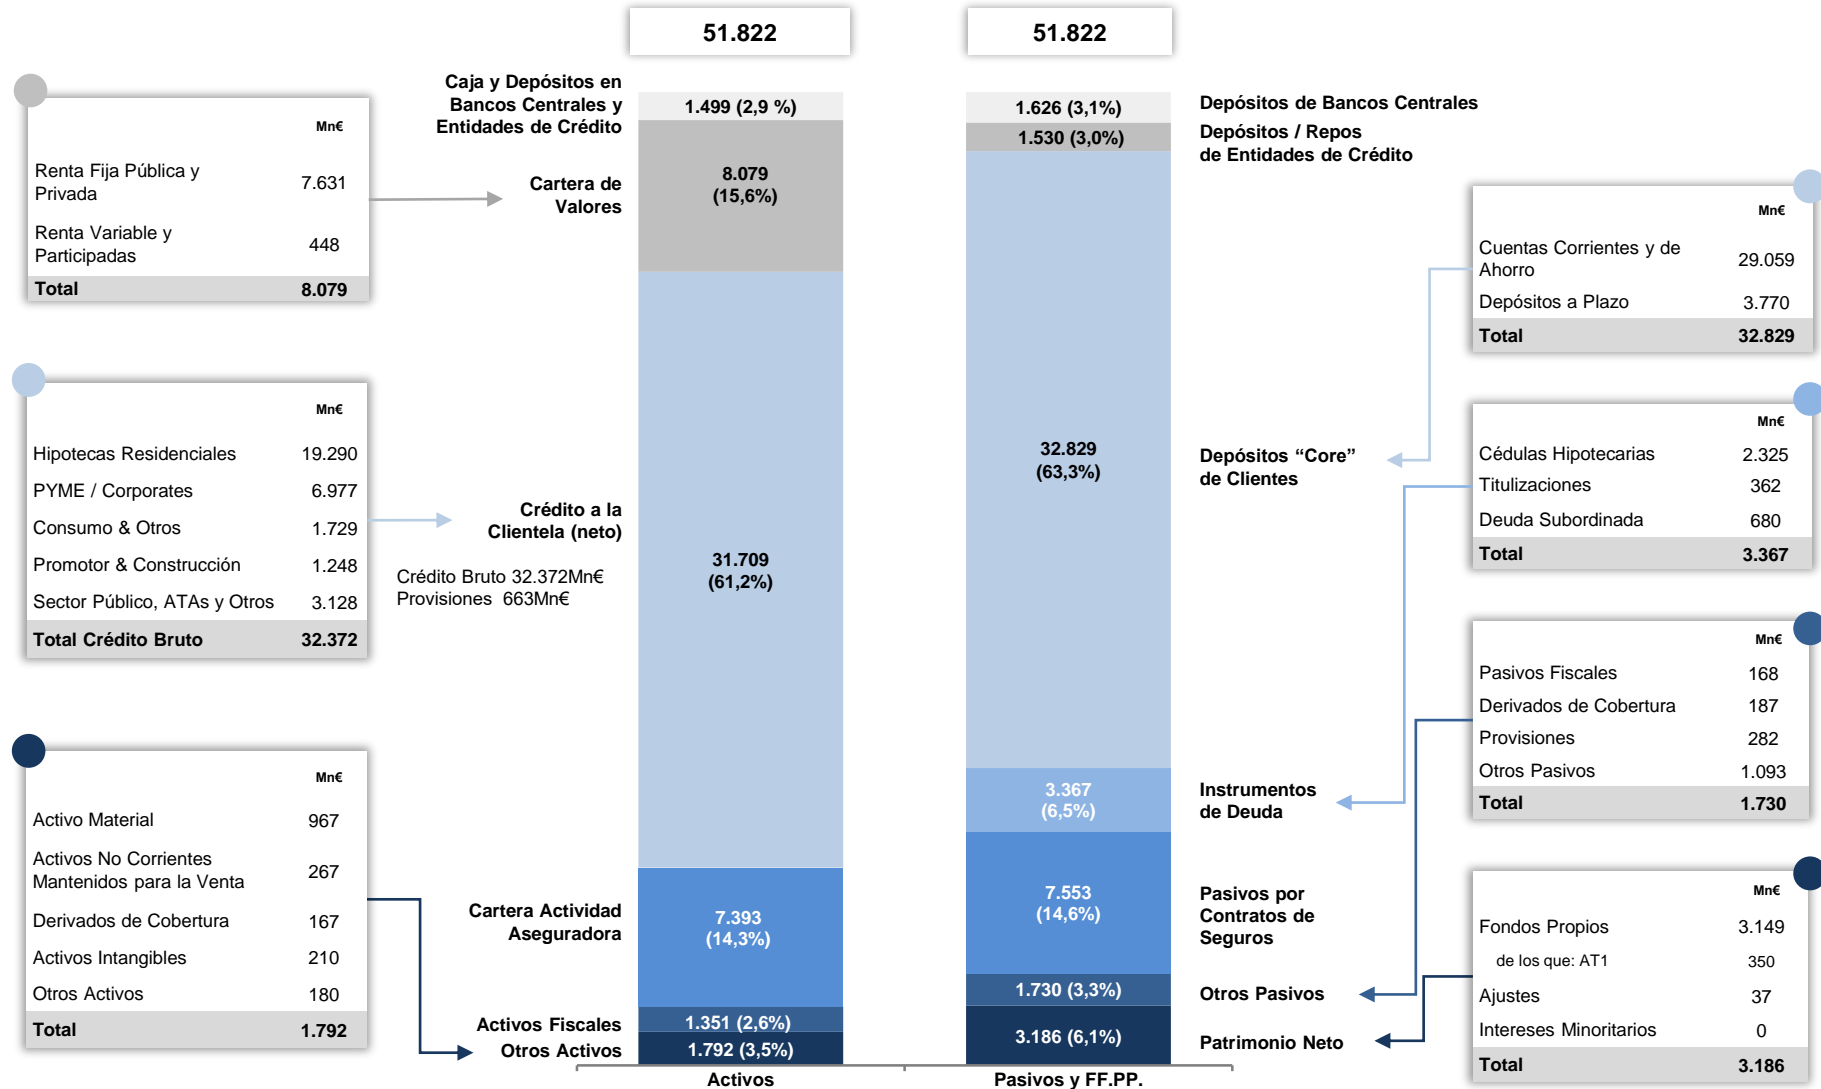 51.822
51.822
Mn€
Renta Fija Pública y
Privada
7.631
Renta Variable y
Participadas
448
Total 8.079
Mn€
Hipotecas Residenciales 19.290
PYME / Corporates 6.977
Consumo & Otros 1.729
Promotor & Construcción 1.248
Sector Público, ATAs y Otros 3.128
Total Crédito Bruto 32.372
Mn€
Activo Material 967
Activos No Corrientes
Mantenidos para la Venta
267
Derivados de Cobertura 167
Activos Intangibles 210
Otros Activos 180
Total 1.792
Caja y Depósitos en
Bancos Centrales y
Entidades de Crédito
Cartera de
Valores
Crédito a la
Clientela (neto)
Crédito Bruto 32.372Mn€
Provisiones 663Mn€
Cartera Actividad
Aseguradora
Activos Fiscales
Otros Activos
1.499 (2,9 %)
8.079
(15,6%)
31.709
(61,2%)
7.393
(14,3%)
1.351 (2,6%)
1.792 (3,5%)
Activos
1.626 (3,1%)
1.530 (3,0%)
32.829
(63,3%)
3.367
(6,5%)
7.553
(14,6%)
1.730 (3,3%)
3.186 (6,1%)
Pasivos y FF.PP.
Depósitos de Bancos Centrales
Depósitos / Repos
de Entidades de Crédito
Depósitos “Core”
de Clientes
Instrumentos
de Deuda
Pasivos por
Contratos de
Seguros
Otros Pasivos
Patrimonio Neto
Mn€
Cuentas Corrientes y de
Ahorro
29.059
Depósitos a Plazo 3.770
Total 32.829
Mn€
Cédulas Hipotecarias 2.325
Titulizaciones 362
Deuda Subordinada 680
Total 3.367
Mn€
Pasivos Fiscales 168
Derivados de Cobertura 187
Provisiones 282
Otros Pasivos 1.093
Total 1.730
Mn€
Fondos Propios 3.149
de los que: AT1 350
Ajustes 37
Intereses Minoritarios 0
Total 3.186